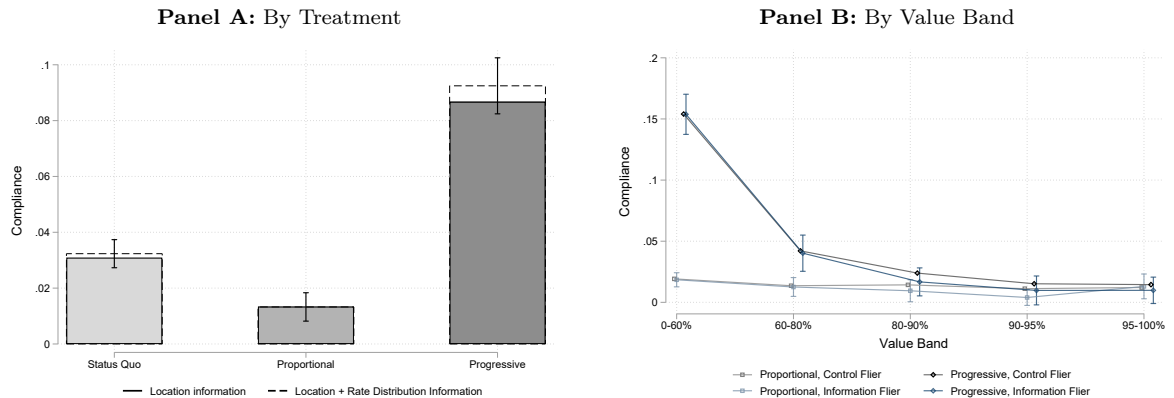 Panel A: By Treatment
.1
.08
.06
.04
.02
0
Compliance
Status Quo
Proportional
Progressive
Location information
Location + Rate Distribution Information
Panel B: By Value Band
.2
.15
.1
.05
0
Compliance
0-60%
60-80%
80-90%
90-95%
95-100%
Value Band
Proportional, Control Flier
Progressive, Control Flier
Proportional, Information Flier
Progressive, Information Flier